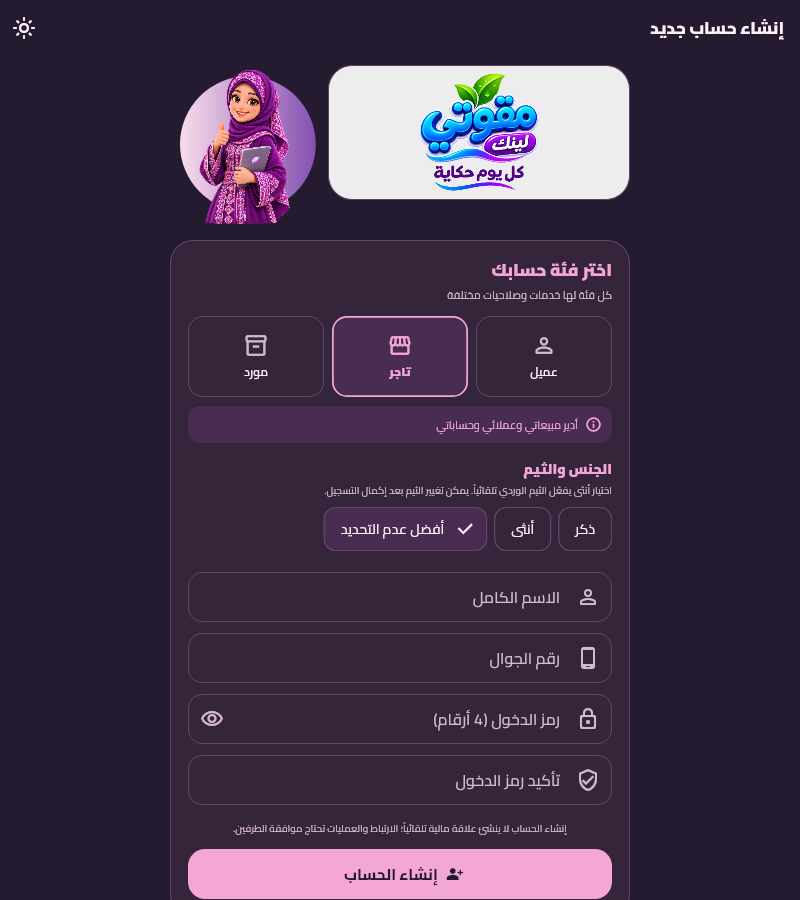 إنشاء حساب جديد
مقوتي
لينك
كل يوم حكاية
اختر فئة حسابك
كل فئة لها خدمات وصلاحيات مختلفة
عميل
تاجر
مورد
أدير مبيعاتي وعملائي وحساباتي
الجنس والثيم
اختيار أنثى يفعّل الثيم الوردي تلقائياً. يمكن تغيير الثيم بعد إكمال التسجيل.
ذكر
أنثى
أفضل عدم التحديد
الاسم الكامل
رقم الجوال
رمز الدخول (4 أرقام)
تأكيد رمز الدخول
إنشاء الحساب لا ينشئ علاقة مالية تلقائياً؛ الارتباط والعمليات تحتاج موافقة الطرفين.
إنشاء الحساب